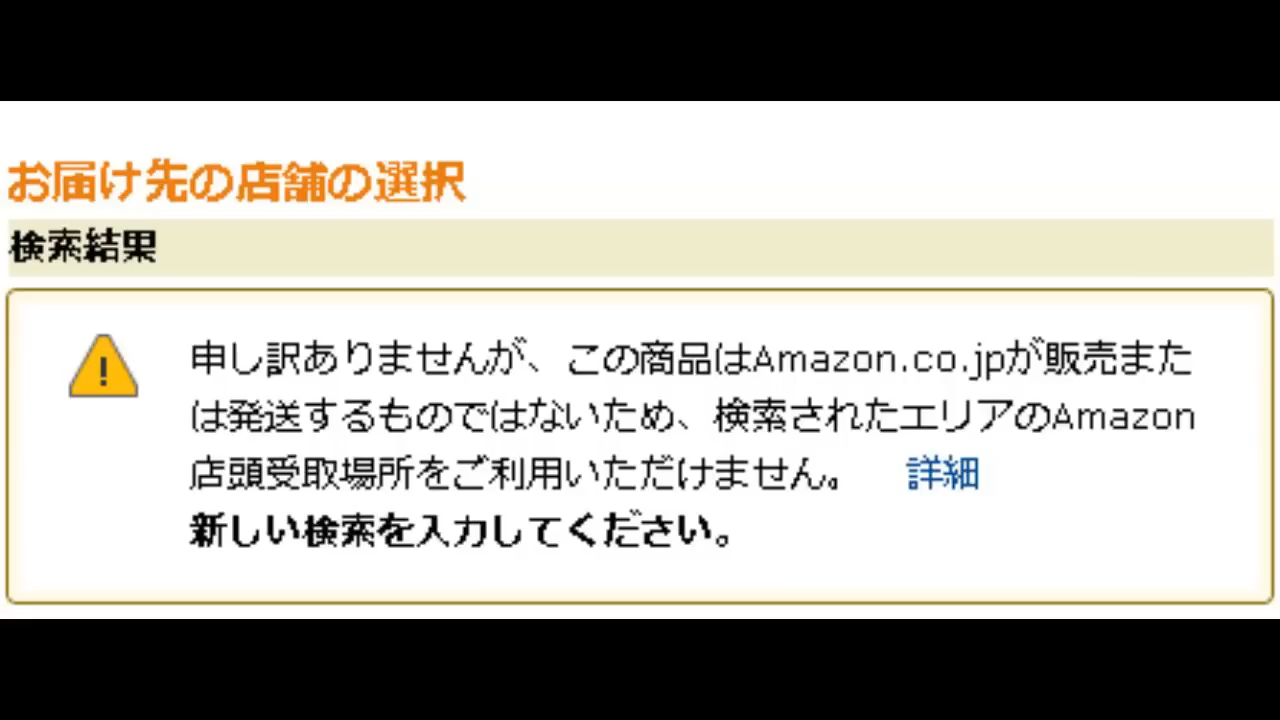 お届け先の店舗の選択
検索結果
申し訳ありませんが、この商品はAmazon.co.jpが販売また
は発送するものではないため、検索されたエリアのAmazon
店頭受取場所をご利用いただけません。 詳細
新しい検索を入力してください。